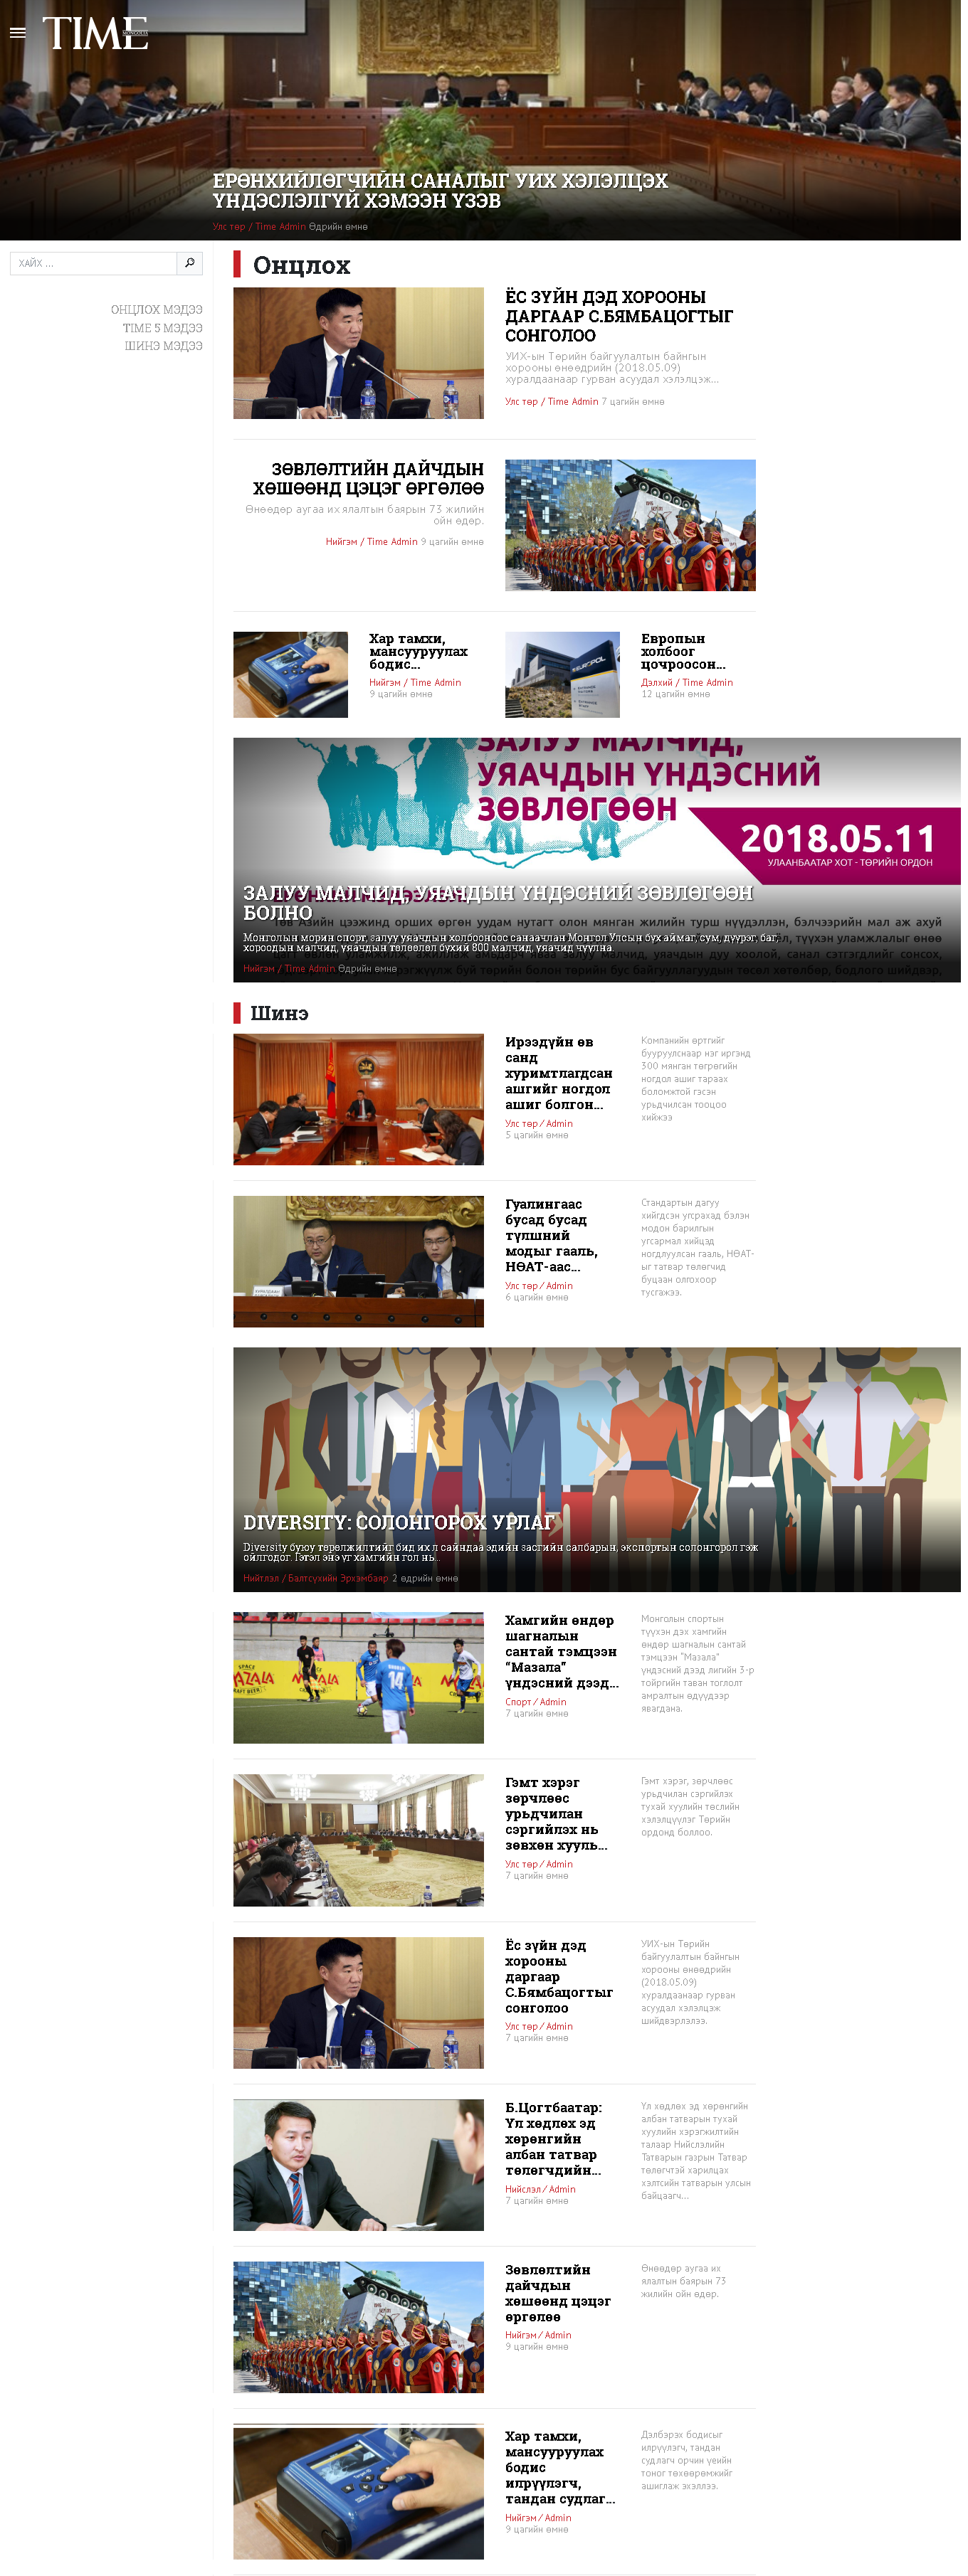 TIME
ЕРӨНХИЙЛӨГЧИЙН САНАЛЫГ УИХ ХЭЛЭЛЦЭХ
ҮНДЭСЛЭЛГҮЙ ХЭМЭЭН ҮЗЭВ
Улс төр / Time Admin Өдрийн өмнө
ХАЙХ ...
ОНЦЛОХ МЭДЭЭ
TIME 5 МЭДЭЭ
ШИНЭ МЭДЭЭ
Онцлох
ЁС ЗҮЙН ДЭД ХОРООНЫ
ДАРГААР С.БЯМБАЦОГТЫГ
СОНГОЛОО
УИХ-ын Төрийн байгуулалтын байнгын
хорооны өнөөдрийн (2018.05.09)
хуралдаанаар гурван асуудал хэлэлцэж...
Улс төр / Time Admin 7 цагийн өмнө
ЗӨВЛӨЛТИЙН ДАЙЧДЫН
ХӨШӨӨНД ЦЭЦЭГ ӨРГӨЛӨӨ
Өнөөдөр аугаа их ялалтын баярын 73 жилийн
ойн өдөр.
Нийгэм / Time Admin 9 цагийн өмнө
Хар тамхи,
мансууруулах
бодис...
Нийгэм / Time Admin
9 цагийн өмнө
EUROPOL
Европын
холбоог
цочроосон...
Дэлхий / Time Admin
12 цагийн өмнө
ЗАЛУУ МАЛЧИД,
УЯАЧДЫН ҮНДЭСНИЙ
ЗӨВЛӨГӨӨН
2018.05.11
УЛААНБААТАР ХОТ - ТӨРИЙН ОРДОН
ЗАЛУУ МАЛЧИД, УЯАЧДЫН ҮНДЭСНИЙ ЗӨВЛӨГӨӨН
БОЛНО
Монголын морин спорт, залуу уяачдын холбооноос санаачлан Монгол Улсын бүх аймаг, сум, дүүрэг, баг,
хороодын малчид, уяачдын төлөөлөл бүхий 800 малчид, уяачид чуулна.
Нийгэм / Time Admin Өдрийн өмнө
Шинэ
Ирээдүйн өв
санд
хуримтлагдсан
ашгийг ногдол
ашиг болгон...
Улс төр / Admin
5 цагийн өмнө
Компанийн өртгийг
бууруулснаар нэг иргэнд
300 мянган төгрөгийн
ногдол ашиг тараах
боломжтой гэсэн
урьдчилсан тооцоо
хийжээ
Гуалингаас
бусад бусад
түлшний
модыг гааль,
НӨАТ-аас...
Улс төр / Admin
6 цагийн өмнө
Стандартын дагуу
хийгдсэн угсрахад бэлэн
модон барилгын
угсармал хийцэд
ногдлуулсан гааль, НӨАТ-
ыг татвар төлөгчид
буцаан олгохоор
тусгажээ.
DIVERSITY: СОЛОНГОРОХ УРЛАГ
Diversity буюу төрөлжилтийг бид их л сайндаа эдийн засгийн салбарын, экспортын солонгорол гэж
ойлгодог. Гэтэл энэ үг хамгийн гол нь...
Нийтлэл / Балтсүхийн Эрхэмбаяр 2 өдрийн өмнө
Хамгийн өндөр
шагналын
сантай тэмцээн
“Мазала”
үндэсний дээд...
Спорт / Admin
7 цагийн өмнө
Монголын спортын
түүхэн дэх хамгийн
өндөр шагналын сантай
тэмцээн “Мазала”
үндэсний дээд лигийн 3-р
тойргийн таван тоглолт
амралтын өдүүдээр
явагдана.
Гэмт хэрэг
зөрчлөөс
урьдчилан
сэргийлэх нь
зөвхөн хууль...
Улс төр / Admin
7 цагийн өмнө
Гэмт хэрэг, зөрчлөөс
урьдчилан сэргийлэх
тухай хуулийн төслийн
хэлэлцүүлэг Төрийн
ордонд боллоо.
Ёс зүйн дэд
хорооны
даргаар
С.Бямбацогтыг
сонголоо
Улс төр / Admin
7 цагийн өмнө
УИХ-ын Төрийн
байгуулалтын байнгын
хорооны өнөөдрийн
(2018.05.09)
хуралдаанаар гурван
асуудал хэлэлцэж
шийдвэрлэлээ.
Б.Цогтбаатар:
Үл хөдлөх эд
хөрөнгийн
албан татвар
төлөгчдийн...
Нийслэл / Admin
7 цагийн өмнө
Үл хөдлөх эд хөрөнгийн
албан татварын тухай
хуулийн хэрэгжилтийн
талаар Нийслэлийн
Татварын газрын Татвар
төлөгчтэй харилцах
хэлтсийн татварын улсын
байцаагч...
Зөвлөлтийн
дайчдын
хөшөөнд цэцэг
өргөлөө
Нийгэм / Admin
9 цагийн өмнө
Өнөөдөр аугаа их
ялалтын баярын 73
жилийн ойн өдөр.
Хар тамхи,
мансууруулах
бодис
илрүүлэгч,
тандан судлаг...
Нийгэм / Admin
9 цагийн өмнө
Дэлбэрэх бодисыг
илрүүлэгч, тандан
судлагч орчин үеийн
тоног төхөөрөмжийг
ашиглаж эхэллээ.